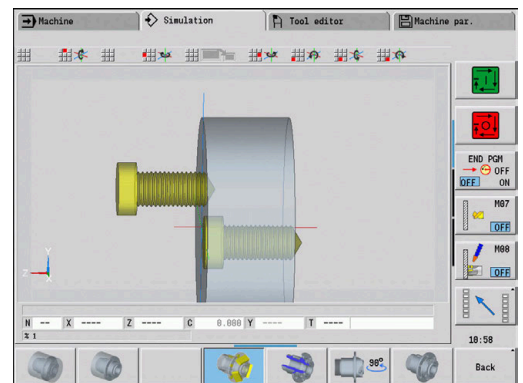 Machine
Simulation
Tool editor
Machine par.
END PGM
OFF
OFF ON
M07
OFF
M08
OFF
Y
Z X
N -- X ---- Z ---- C 0.000 Y ---- T ----
% 1
10:58
90°
Back